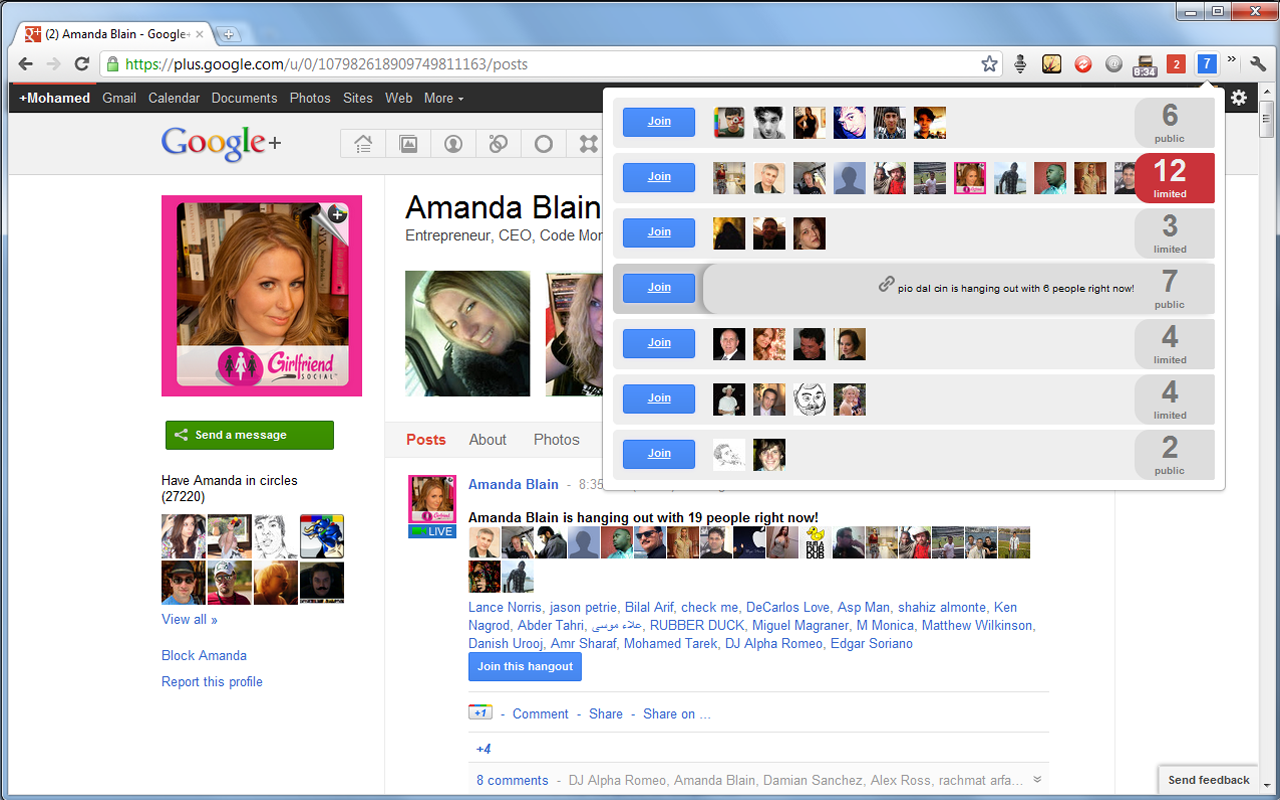 (2) Amanda Blain - Google+
https://plus.google.com/u/0/107982618909749811163/posts
8:34
2
7
+Mohamed Gmail Calendar Documents Photos Sites Web More
Google+
Join 6 public
Join 12 limited
Join 3 limited
Join pio dal cin is hanging out with 6 people right now! 7 public
Join 4 limited
Join 4 limited
Join 2 public
Girlfriend
SOCIAL
Amanda Blain
Entrepreneur, CEO, Code Mon
Send a message
Have Amanda in circles
(27220)
View all »
Block Amanda
Report this profile
Posts About Photos
Amanda Blain - 8:35
LIVE
Amanda Blain is hanging out with 19 people right now!
Lance Norris, jason petrie, Bilal Arif, check me, DeCarlos Love, Asp Man, shahiz almonte, Ken
Nagrod, Abder Tahri, علاء موسى, RUBBER DUCK, Miguel Magraner, M Monica, Matthew Wilkinson,
Danish Urooj, Amr Sharaf, Mohamed Tarek, DJ Alpha Romeo, Edgar Soriano
Join this hangout
+1 - Comment - Share - Share on ...
+4
8 comments - DJ Alpha Romeo, Amanda Blain, Damian Sanchez, Alex Ross, rachmat arfa...
Send feedback